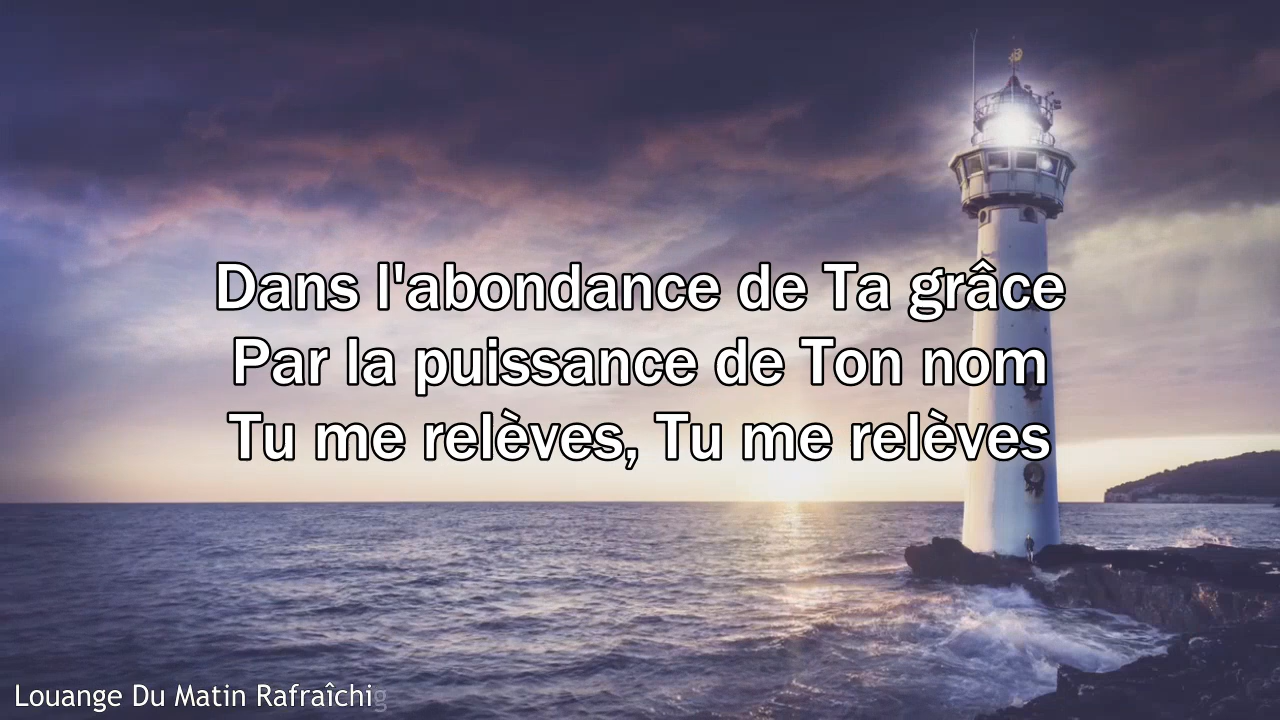 Dans l'abondance de Ta grâce
Par la puissance de Ton nom
Tu me relèves, Tu me relèves
Louange Du Matin Rafraîchig